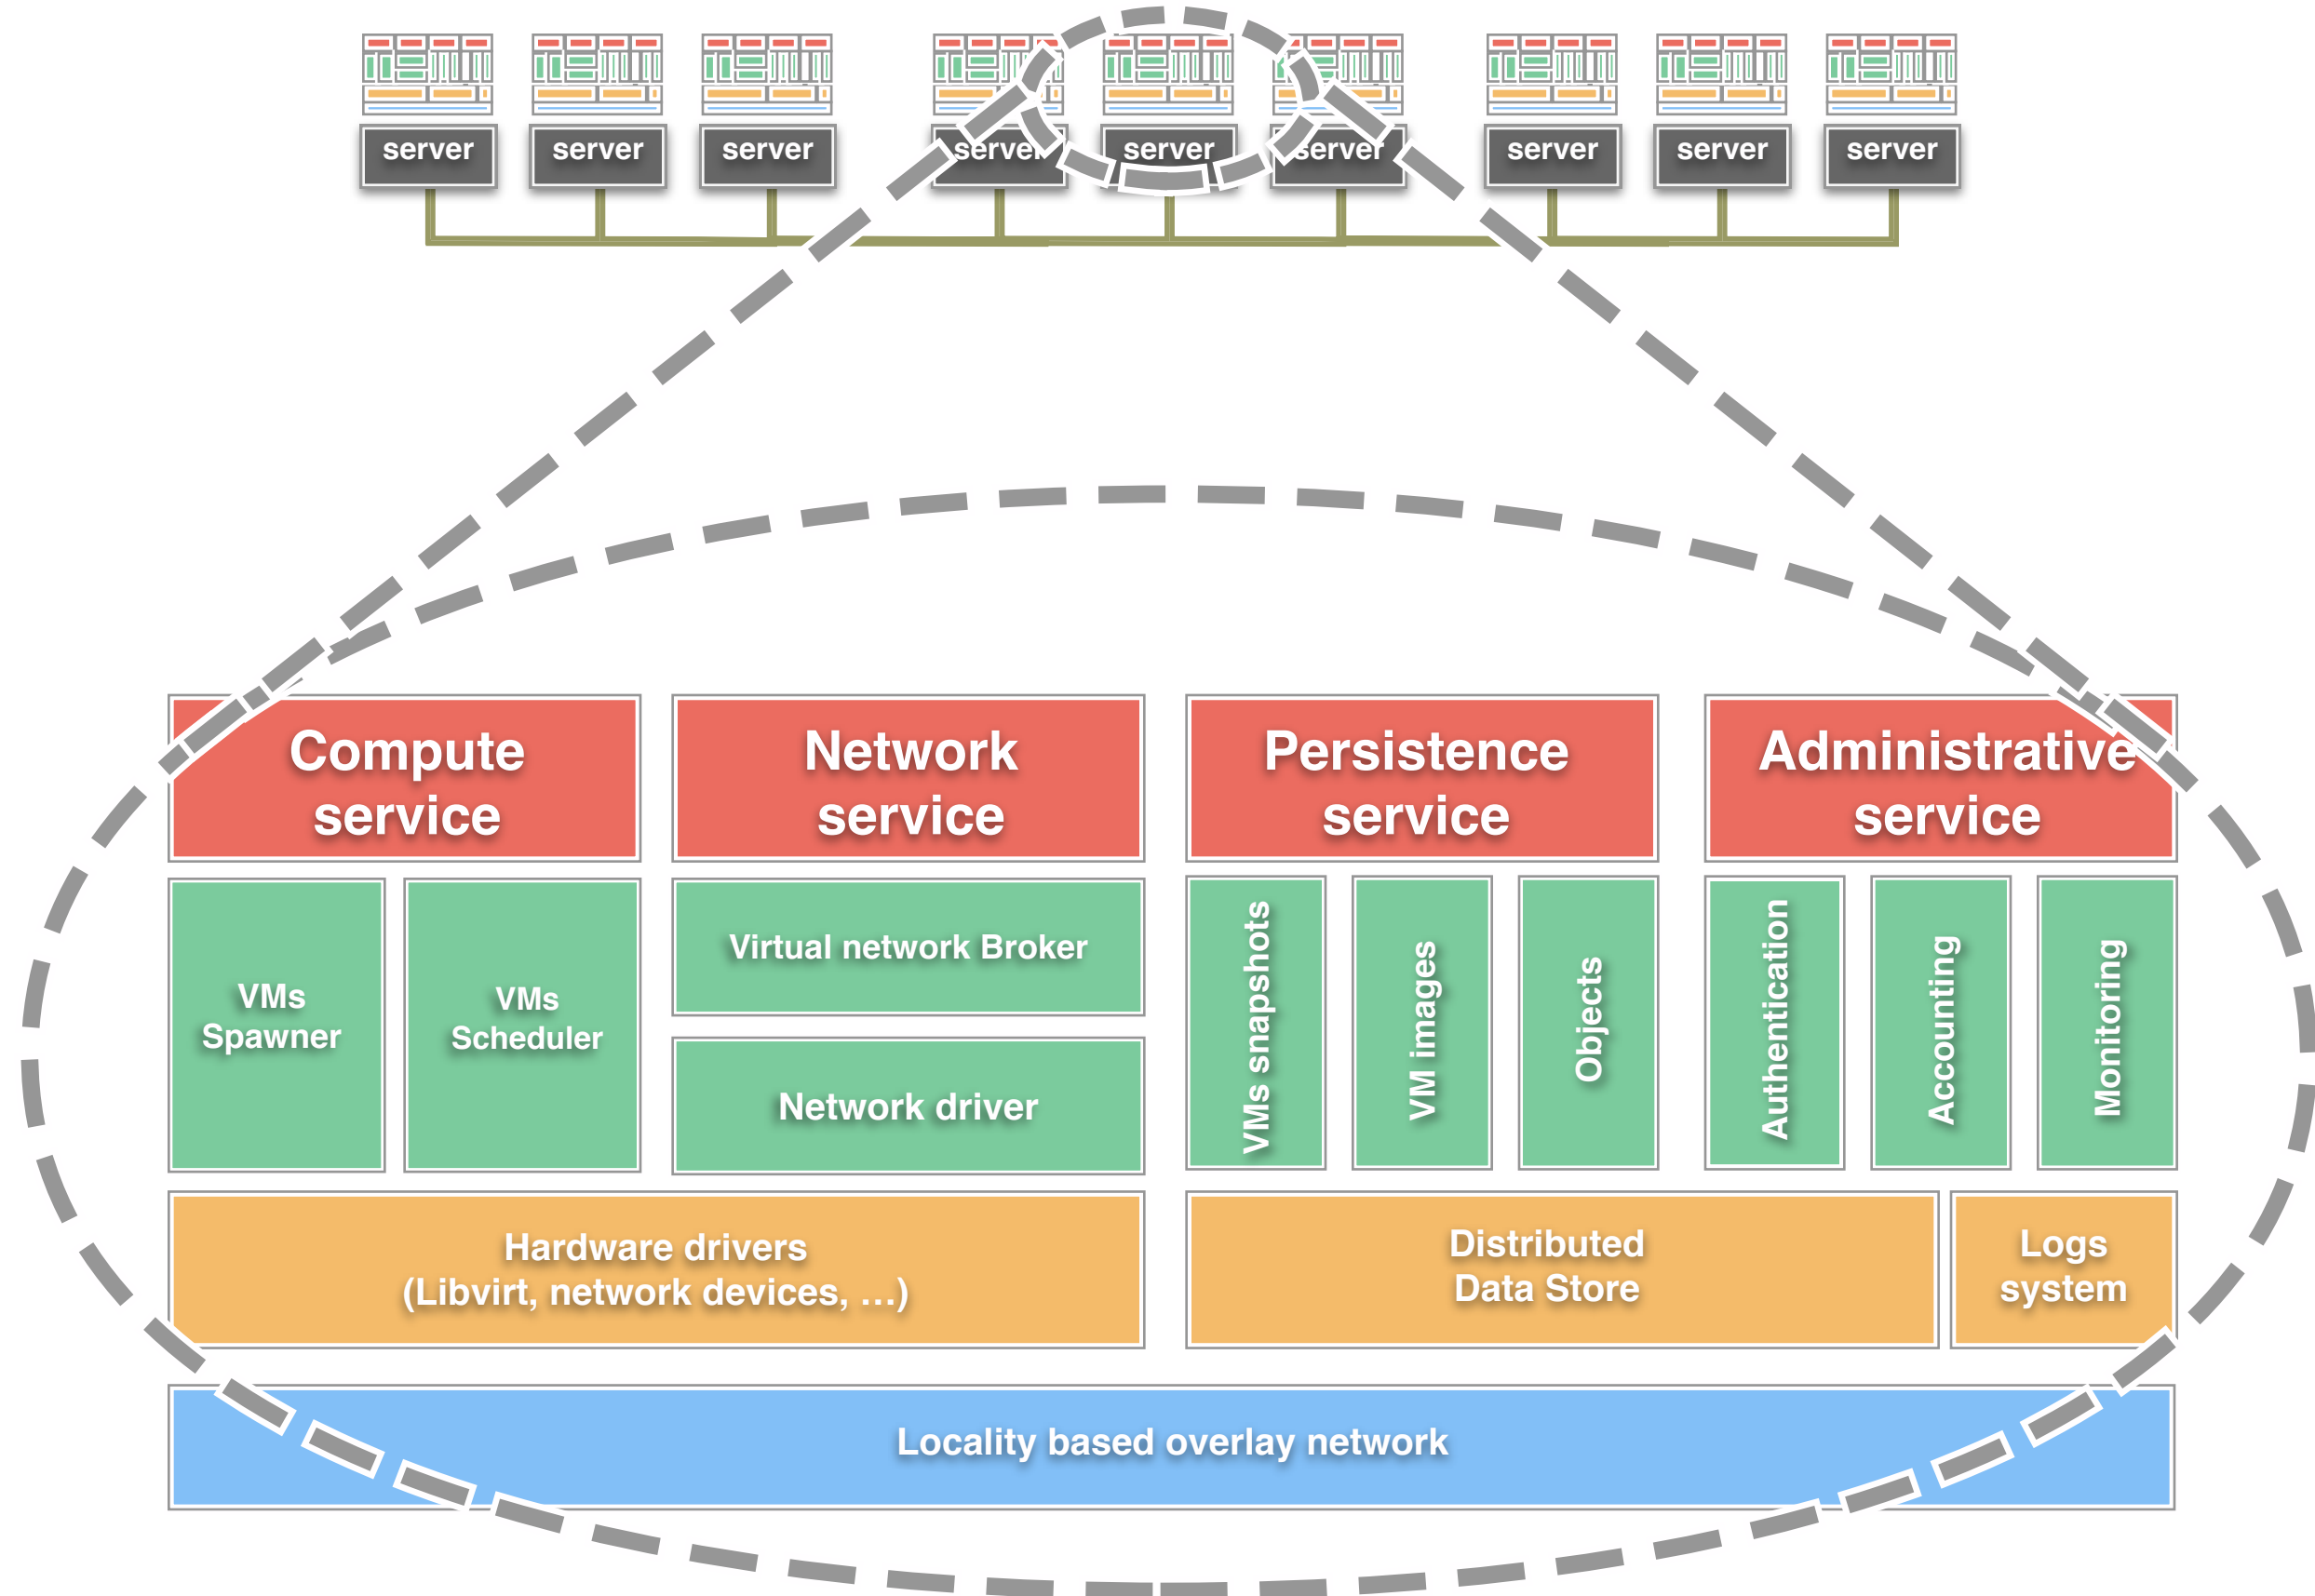 server
server
server
server
server
server
server
server
server
Compute
service
Network
service
Persistence
service
Administrative
service
VMs
Spawner
VMs
Scheduler
Virtual network Broker
Network driver
VMs snapshots
VM images
Objects
Authentication
Accounting
Monitoring
Hardware drivers
(Libvirt, network devices, …)
Distributed
Data Store
Logs
system
Locality based overlay network